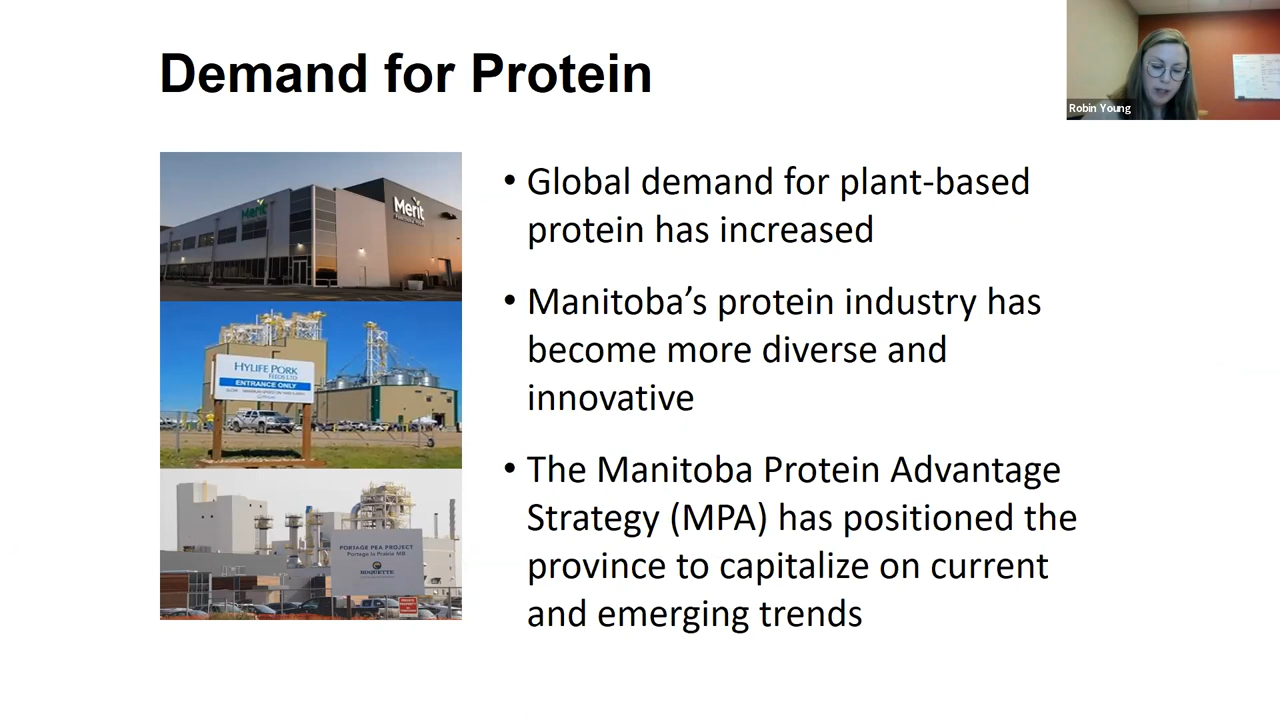 Demand for Protein
Robin Young
Merit
Merit
HYLIFE PORK
FEEDS LTD
ENTRANCE ONLY
PORTAGE PEA PROJECT
Portage la Prairie MB
ROQUETTE
• Global demand for plant-based
protein has increased
• Manitoba’s protein industry has
become more diverse and
innovative
• The Manitoba Protein Advantage
Strategy (MPA) has positioned the
province to capitalize on current
and emerging trends